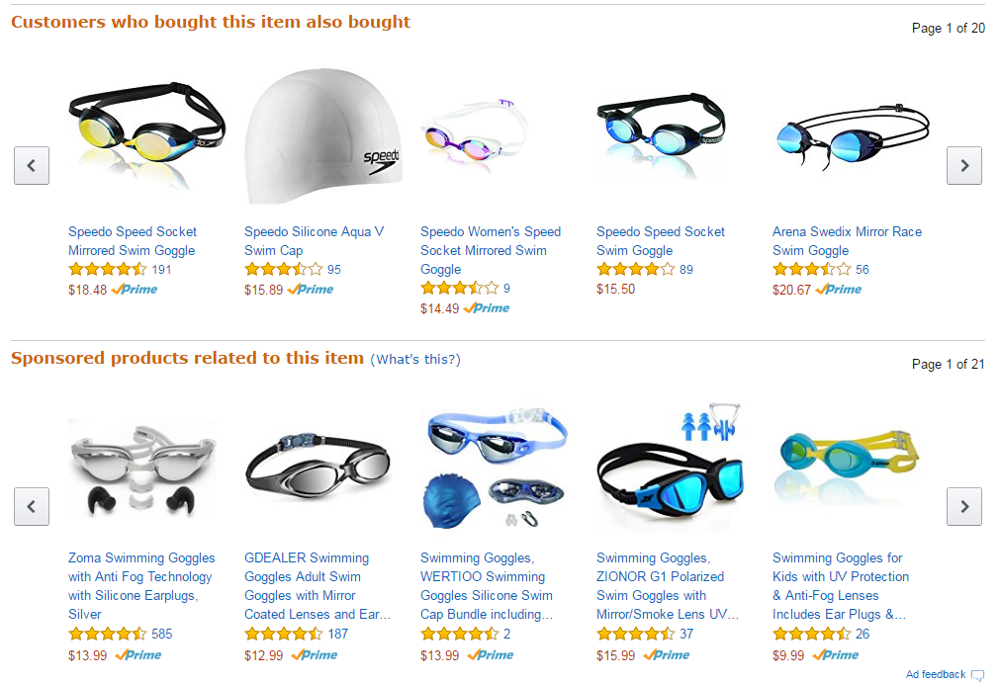 Customers who bought this item also bought
Page 1 of 20
speedo
Speedo Speed Socket
Mirrored Swim Goggle
191
$18.48 Prime
Speedo Silicone Aqua V
Swim Cap
95
$15.89 Prime
Speedo Women's Speed
Socket Mirrored Swim
Goggle
9
$14.49 Prime
Speedo Speed Socket
Swim Goggle
89
$15.50
Arena Swedix Mirror Race
Swim Goggle
56
$20.67 Prime
Sponsored products related to this item (What's this?)
Page 1 of 21
Zoma Swimming Goggles
with Anti Fog Technology
with Silicone Earplugs,
Silver
585
$13.99 Prime
GDEALER Swimming
Goggles Adult Swim
Goggles with Mirror
Coated Lenses and Ear...
187
$12.99 Prime
Swimming Goggles,
WERTIOO Swimming
Goggles Silicone Swim
Cap Bundle including...
2
$13.99 Prime
Swimming Goggles,
ZIONOR G1 Polarized
Swim Goggles with
Mirror/Smoke Lens UV...
37
$15.99 Prime
Swimming Goggles for
Kids with UV Protection
& Anti-Fog Lenses
Includes Ear Plugs &...
26
$9.99 Prime
Ad feedback